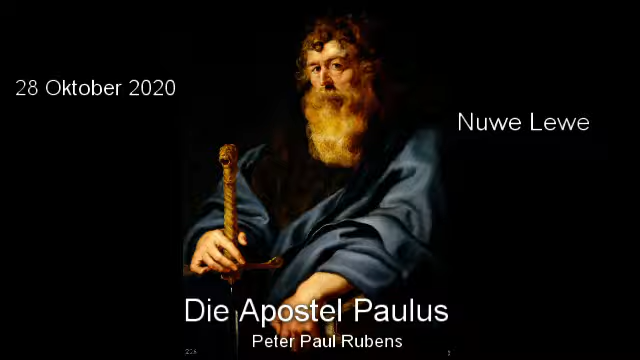 28 Oktober 2020
Nuwe Lewe
Die Apostel Paulus
Peter Paul Rubens